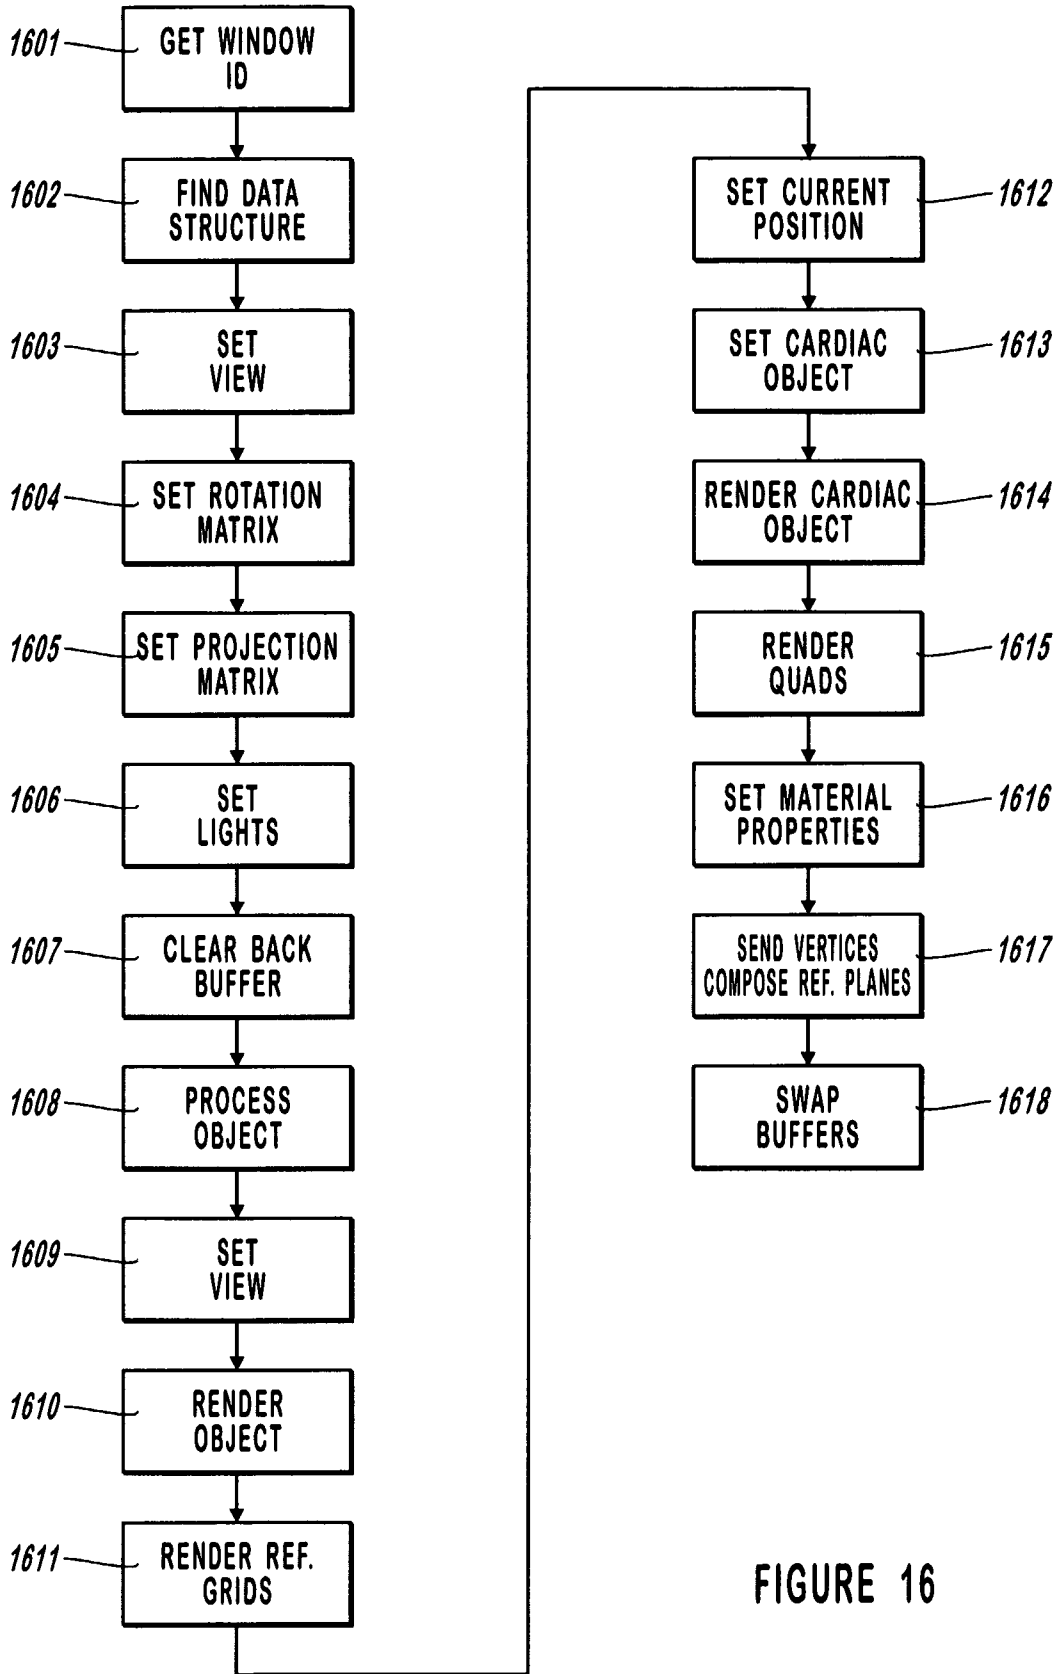 1601
GET WINDOW
ID
1602
FIND DATA
STRUCTURE
1603
SET
VIEW
1604
SET ROTATION
MATRIX
1605
SET PROJECTION
MATRIX
1606
SET
LIGHTS
1607
CLEAR BACK
BUFFER
1608
PROCESS
OBJECT
1609
SET
VIEW
1610
RENDER
OBJECT
1611
RENDER REF.
GRIDS
SET CURRENT
POSITION
1612
SET CARDIAC
OBJECT
1613
RENDER CARDIAC
OBJECT
1614
RENDER
QUADS
1615
SET MATERIAL
PROPERTIES
1616
SEND VERTICES
COMPOSE REF. PLANES
1617
SWAP
BUFFERS
1618
FIGURE 16